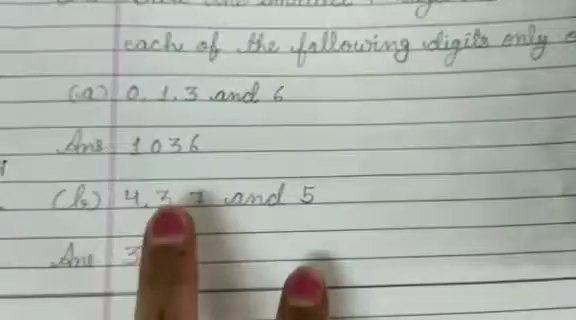 each of the following digits only
(a) 0, 1, 3 and 6
Ans 1036
(b) 4, 3, 7 and 5
Ans 3